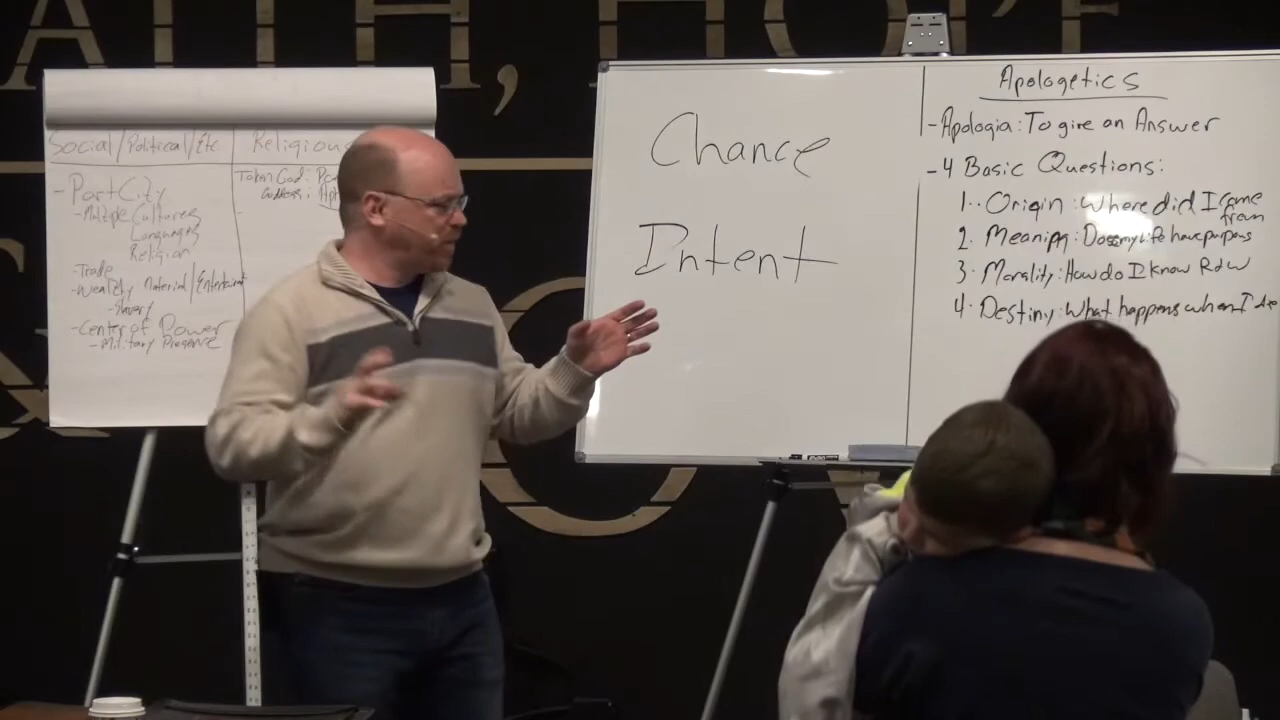 AITH, HOPE
&
Social/Political/Etc
Religious
- Port City
- Multiple Cultures
Languages
Religion
- Trade
- Wealthy Material/Entertainment
- Slavery
- Center of Power
- Military Presence
God:
Goddess:
Chance
Intent
Apologetics
- Apologia: To give an Answer
- 4 Basic Questions:
1. Origin: Where did I come
from
2. Meaning: Does my life have
3. Morality: How do I know R
4. Destiny: What happens when I die